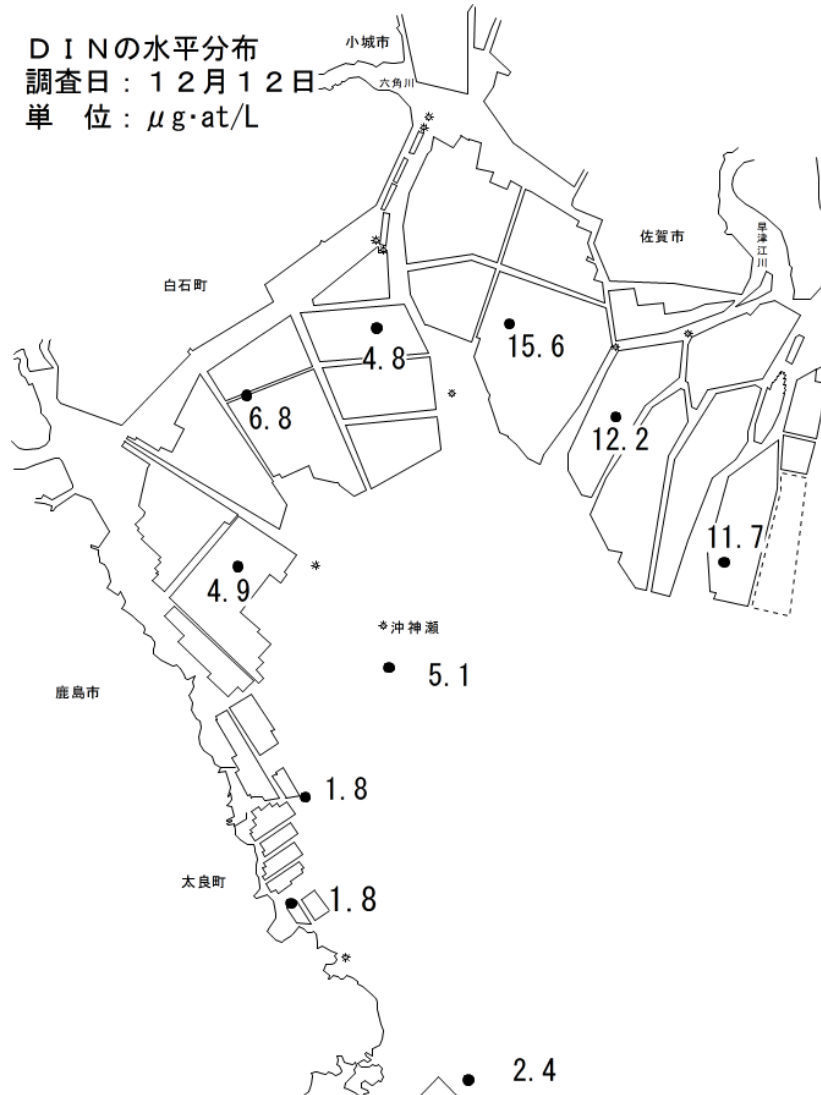 ＤＩＮの水平分布
調査日：１２月１２日
単　位：μg･at/L
小城市
六角川
佐賀市
早津江川
白石町
4.8
15.6
6.8
12.2
11.7
4.9
沖神瀬
5.1
鹿島市
1.8
太良町
1.8
2.4